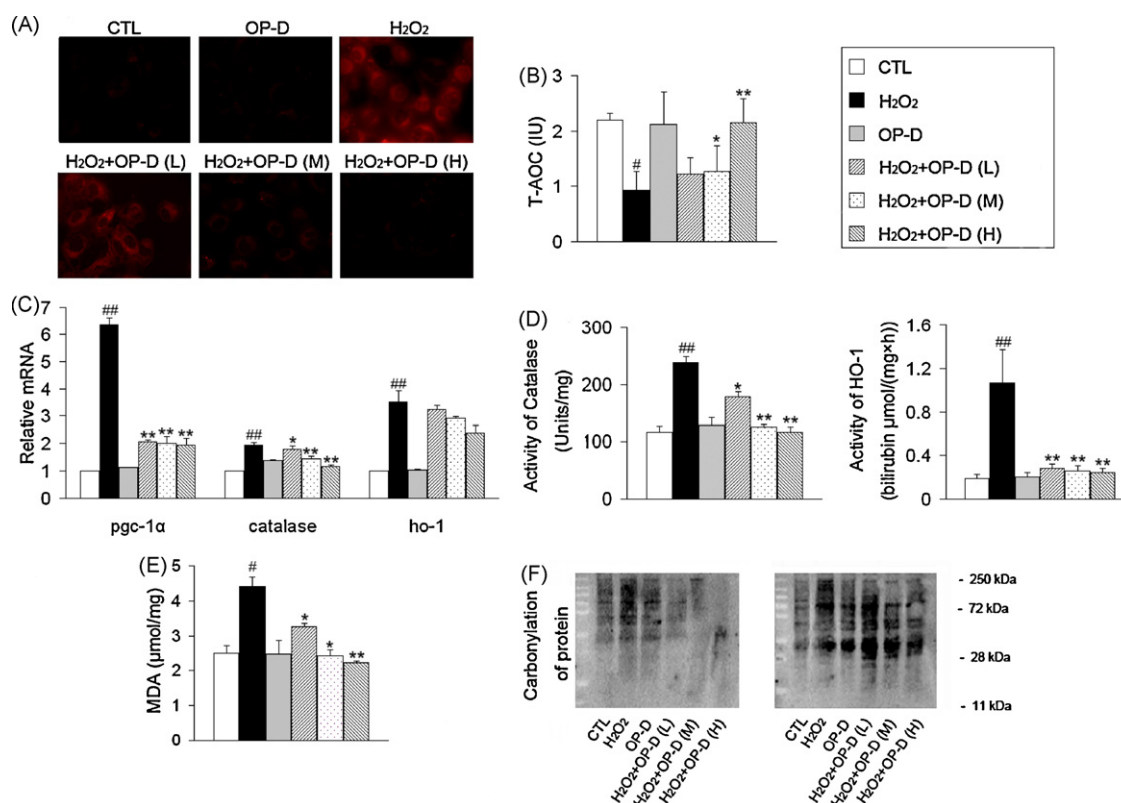 (A)
CTL
OP-D
H₂O₂
H₂O₂+OP-D (L)
H₂O₂+OP-D (M)
H₂O₂+OP-D (H)
(B)
T-AOC (IU)
3
2
1
0
#
*
**
CTL
H₂O₂
OP-D
H₂O₂+OP-D (L)
H₂O₂+OP-D (M)
H₂O₂+OP-D (H)
(C)
Relative mRNA
7
6
5
4
3
2
1
0
##
** ** **
##
*
**
**
##
pgc-1α
catalase
ho-1
(D)
Activity of Catalase
(Units/mg)
300
200
100
0
##
*
**
**
Activity of HO-1
(bilirubin µmol/(mg×h)
1.6
1.2
0.8
0.4
0
##
** ** **
(E)
MDA (µmol/mg)
5
4
3
2
1
0
#
*
*
**
(F)
Carbonylation
of protein
CTL
H₂O₂
OP-D
H₂O₂+OP-D (L)
H₂O₂+OP-D (M)
H₂O₂+OP-D (H)
CTL
H₂O₂
OP-D
H₂O₂+OP-D (L)
H₂O₂+OP-D (M)
H₂O₂+OP-D (H)
- 250 kDa
- 72 kDa
- 28 kDa
- 11 kDa